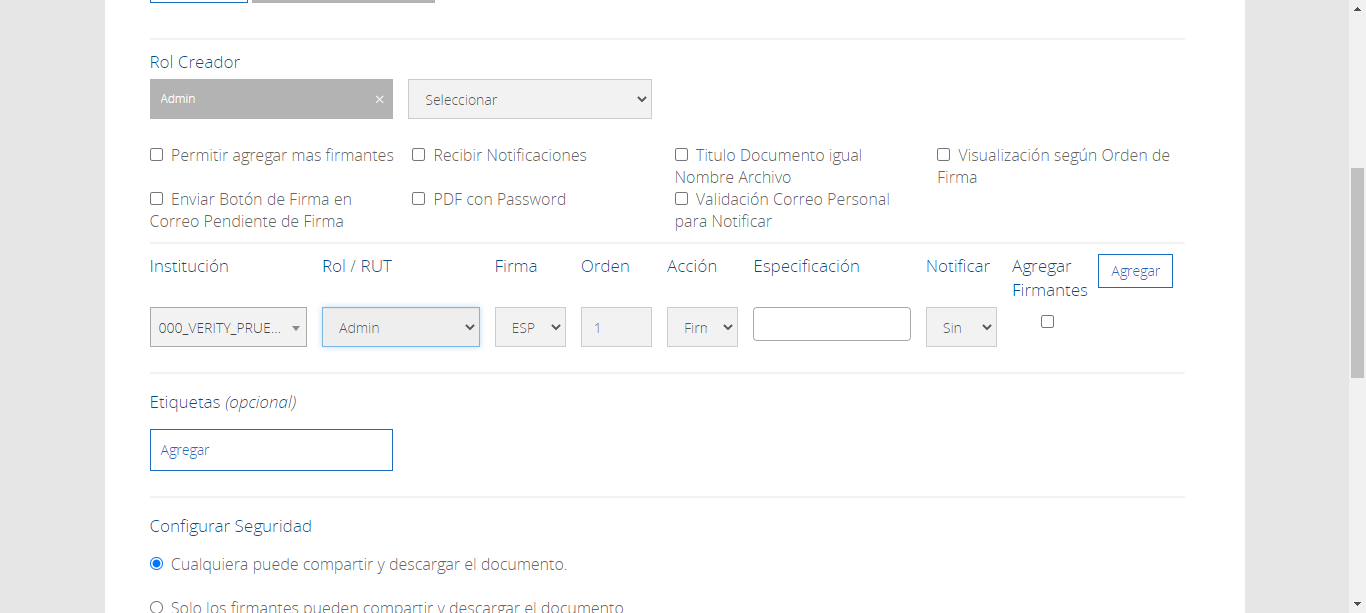 Rol Creador
Admin ×
Seleccionar
Permitir agregar mas firmantes
Recibir Notificaciones
Titulo Documento igual
Nombre Archivo
Visualización según Orden de
Firma
Enviar Botón de Firma en
Correo Pendiente de Firma
PDF con Password
Validación Correo Personal
para Notificar
Institución
Rol / RUT
Firma
Orden
Acción
Especificación
Notificar
Agregar
Firmantes
Agregar
000_VERITY_PRUE...
Admin
ESP
1
Firn
Sin
Etiquetas (opcional)
Agregar
Configurar Seguridad
Cualquiera puede compartir y descargar el documento.
Solo los firmantes pueden compartir y descargar el documento